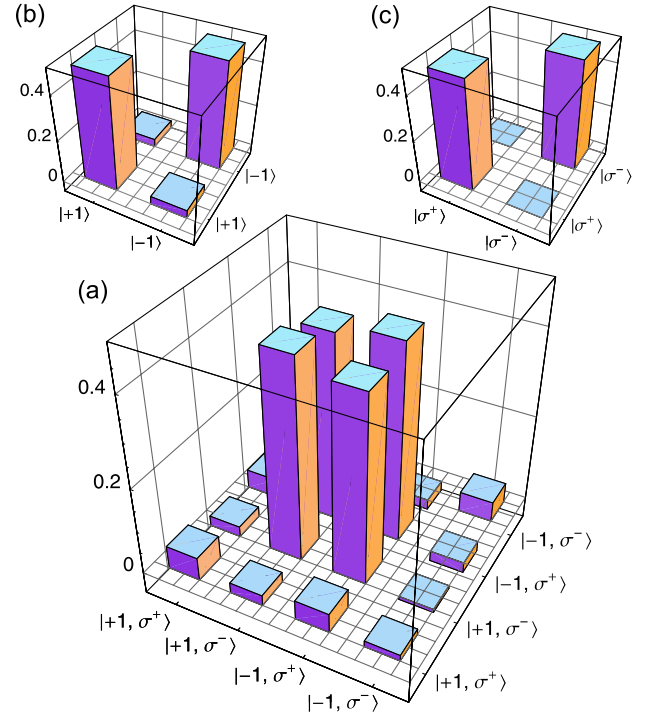 (b)
0.4
0.2
0
|+1⟩
|−1⟩
|+1⟩
|−1⟩
(c)
0.4
0.2
0
|σ⁺⟩
|σ⁻⟩
|σ⁺⟩
|σ⁻⟩
(a)
0.4
0.2
0
|+1, σ⁺⟩
|+1, σ⁻⟩
|−1, σ⁺⟩
|−1, σ⁻⟩
|+1, σ⁺⟩
|+1, σ⁻⟩
|−1, σ⁺⟩
|−1, σ⁻⟩